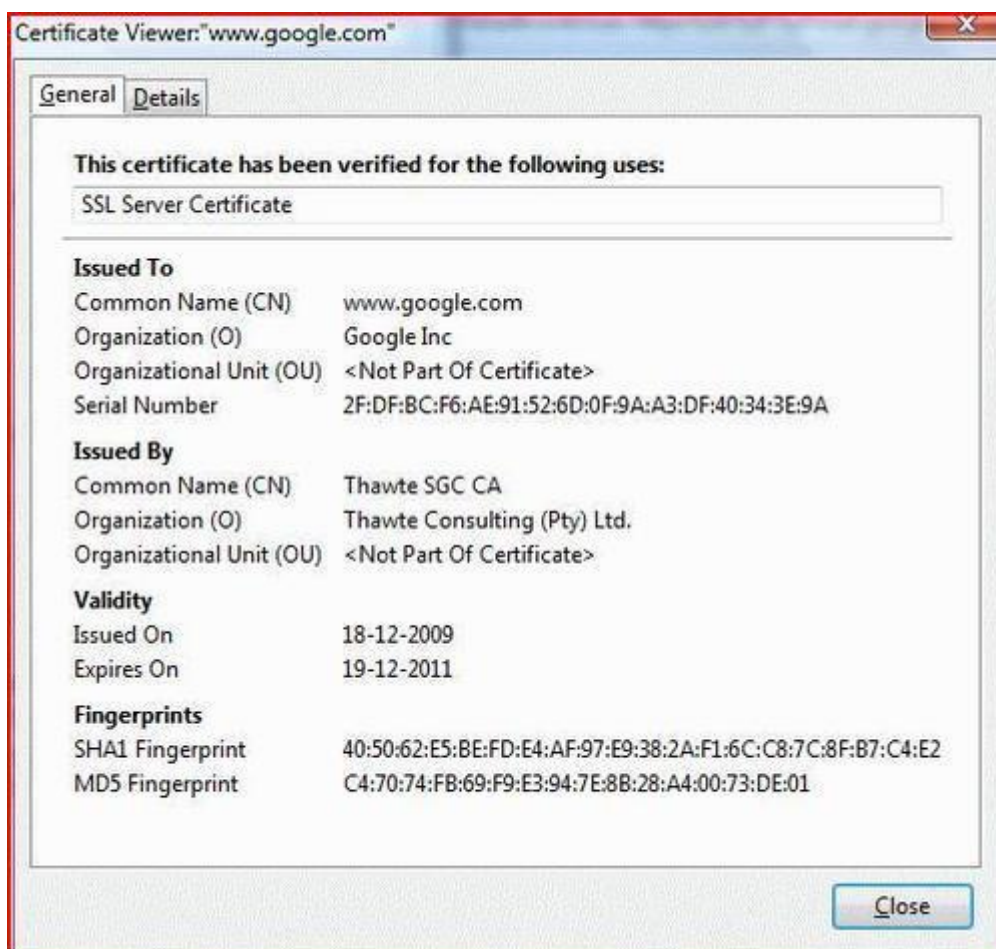 Certificate Viewer:"www.google.com"
General Details
This certificate has been verified for the following uses:
SSL Server Certificate
Issued To
Common Name (CN) www.google.com
Organization (O) Google Inc
Organizational Unit (OU) <Not Part Of Certificate>
Serial Number 2F:DF:BC:F6:AE:91:52:6D:0F:9A:A3:DF:40:34:3E:9A
Issued By
Common Name (CN) Thawte SGC CA
Organization (O) Thawte Consulting (Pty) Ltd.
Organizational Unit (OU) <Not Part Of Certificate>
Validity
Issued On 18-12-2009
Expires On 19-12-2011
Fingerprints
SHA1 Fingerprint 40:50:62:E5:BE:FD:E4:AF:97:E9:38:2A:F1:6C:C8:7C:8F:B7:C4:E2
MD5 Fingerprint C4:70:74:FB:69:F9:E3:94:7E:8B:28:A4:00:73:DE:01
Close